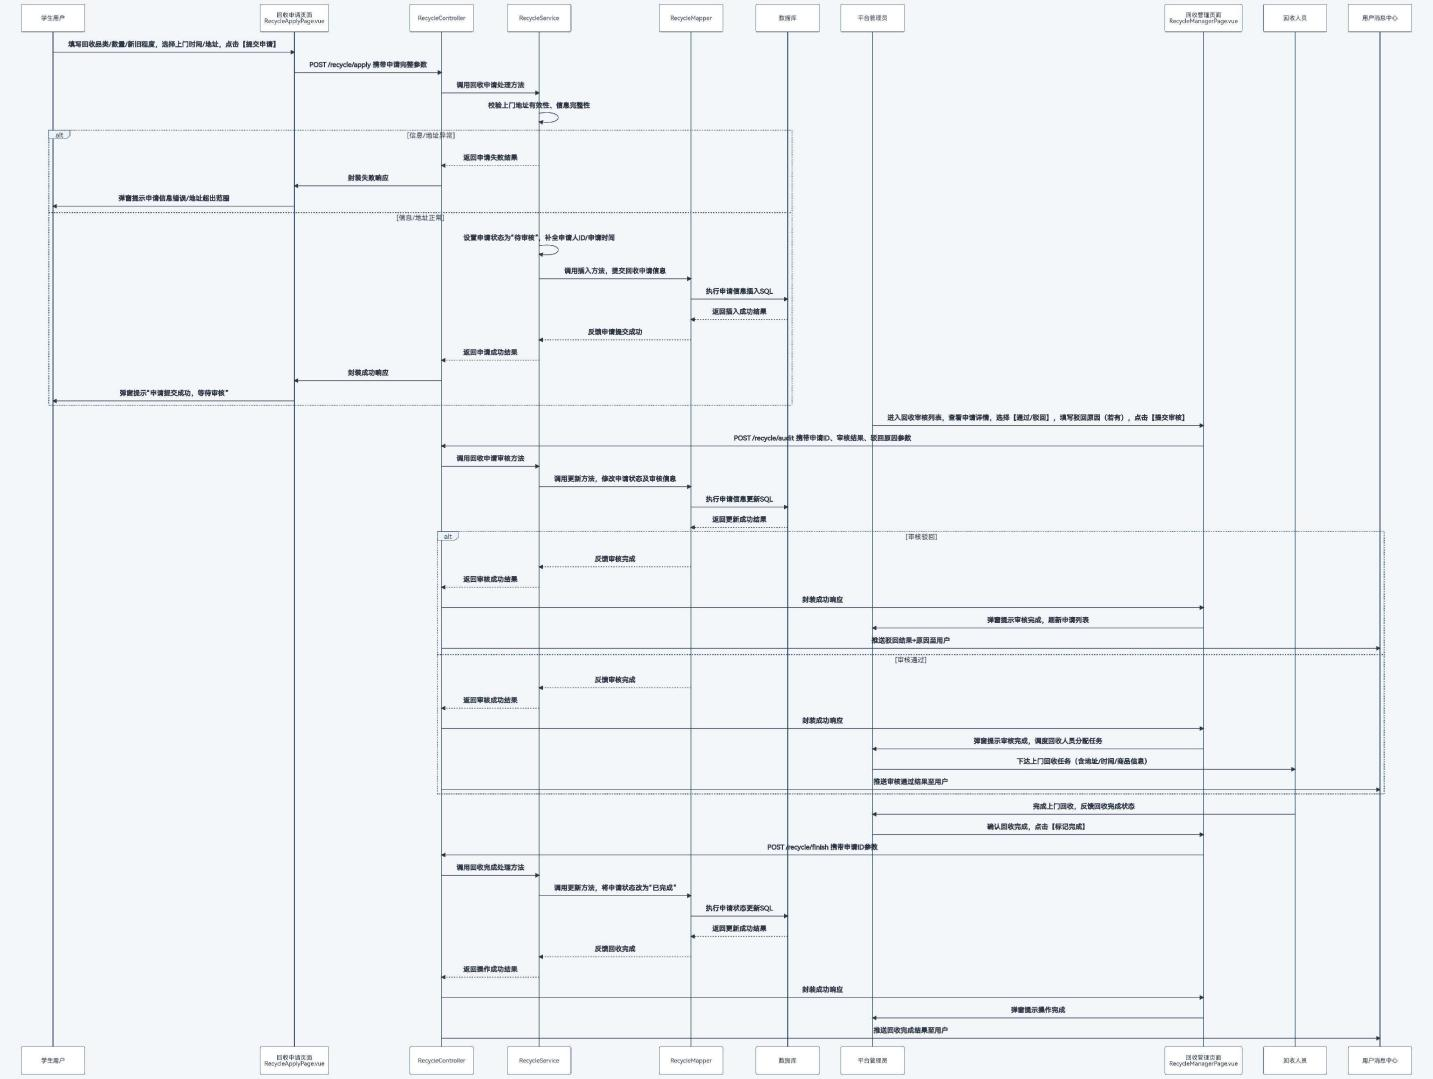 学生用户
回收申请页面
RecycleApplyPage.vue
RecycleController
RecycleService
RecycleMapper
数据库
平台管理员
回收管理页面
RecycleManagerPage.vue
回收人员
用户消息中心
填写回收品类/数量/新旧程度，选择上门时间/地址，点击【提交申请】
POST /recycle/apply 携带申请完整参数
调用回收申请处理方法
校验上门地址有效性、信息完整性
alt
[信息/地址异常]
返回申请失败结果
封装失败响应
弹窗提示申请信息错误/地址超出范围
[信息/地址正常]
设置申请状态为“待审核”，补全申请人ID/申请时间
调用插入方法，提交回收申请信息
执行申请信息插入SQL
返回插入成功结果
反馈申请提交成功
返回申请成功结果
封装成功响应
弹窗提示“申请提交成功，等待审核”
进入回收审核列表，查看申请详情，选择【通过/驳回】，填写驳回原因（若有），点击【提交审核】
POST /recycle/audit 携带申请ID、审核结果、驳回原因参数
调用回收申请审核方法
调用更新方法，修改申请状态及审核信息
执行申请信息更新SQL
返回更新成功结果
alt
[审核驳回]
反馈审核完成
返回审核成功结果
封装成功响应
弹窗提示审核完成，刷新申请列表
推送驳回结果+原因至用户
[审核通过]
反馈审核完成
返回审核成功结果
封装成功响应
弹窗提示审核完成，调度回收人员分配任务
下达上门回收任务（含地址/时间/商品信息）
推送审核通过结果至用户
完成上门回收，反馈回收完成状态
确认回收完成，点击【标记完成】
POST /recycle/finish 携带申请ID参数
调用回收完成处理方法
调用更新方法，将申请状态改为“已完成”
执行申请状态更新SQL
返回更新成功结果
反馈回收完成
返回操作成功结果
封装成功响应
弹窗提示操作完成
推送回收完成结果至用户
学生用户
回收申请页面
RecycleApplyPage.vue
RecycleController
RecycleService
RecycleMapper
数据库
平台管理员
回收管理页面
RecycleManagerPage.vue
回收人员
用户消息中心